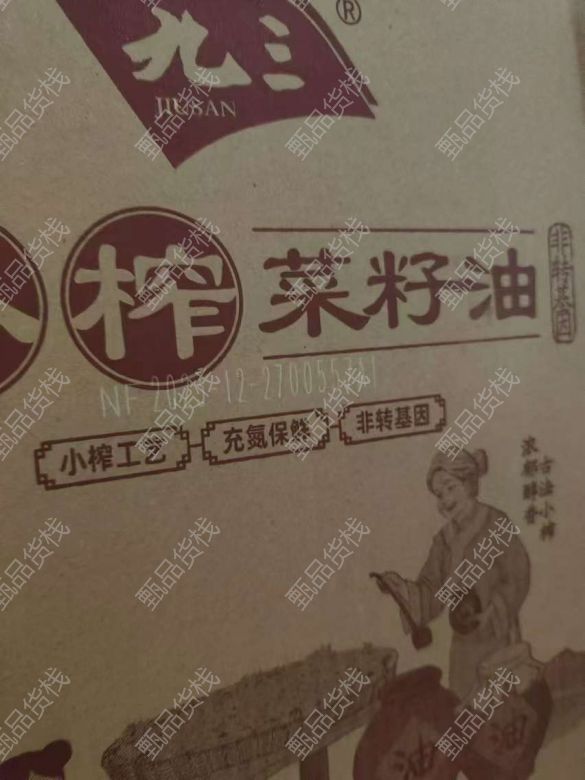 九三®
JIUSAN
榨
菜籽油
非转基因
小榨工艺
充氮保鲜
非转基因
古法小榨
浓郁醇香
油
油
甄品货栈